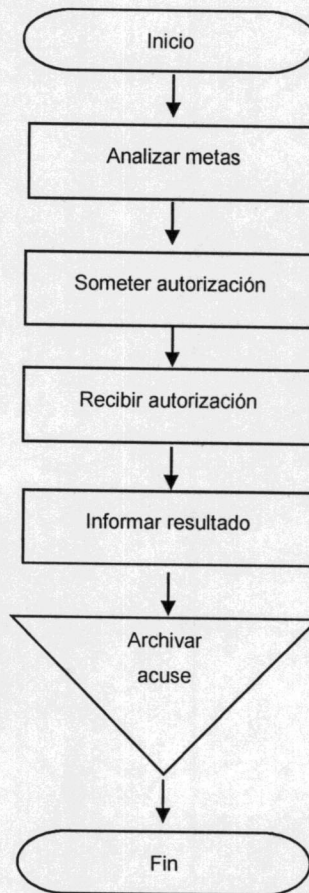 Inicio
Analizar metas
Someter autorización
Recibir autorización
Informar resultado
Archivar
acuse
Fin